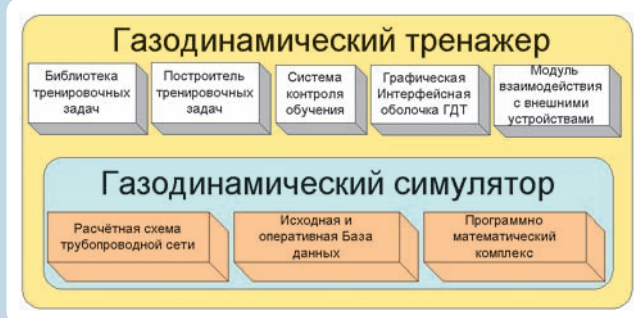 Газодинамический тренажер
Библиотека
тренировочных
задач
Построитель
тренировочных
задач
Система
контроля
обучения
Графическая
Интерфейсная
оболочка ГДТ
Модуль
взаимодействия
с внешними
устройствами
Газодинамический симулятор
Расчётная схема
трубопроводной сети
Исходная и
оперативная База
данных
Программно
математический
комплекс